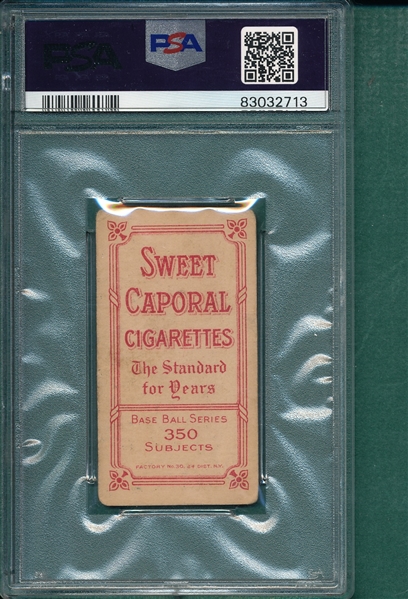 PSA
PSA
83032713
SWEET
CAPORAL
CIGARETTES
The Standard
for Years
BASE BALL SERIES
350
SUBJECTS
FACTORY No 30, 2d DIST. N.Y.